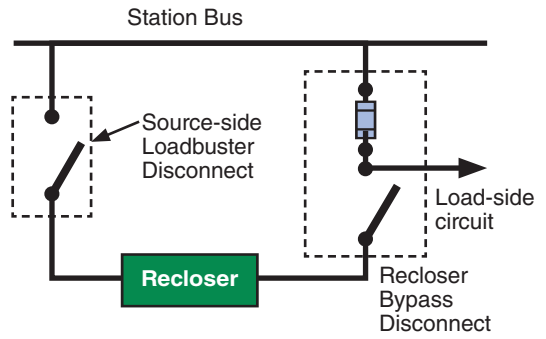 Station Bus
Source-side
Loadbuster
Disconnect
Load-side
circuit
Recloser
Recloser
Bypass
Disconnect